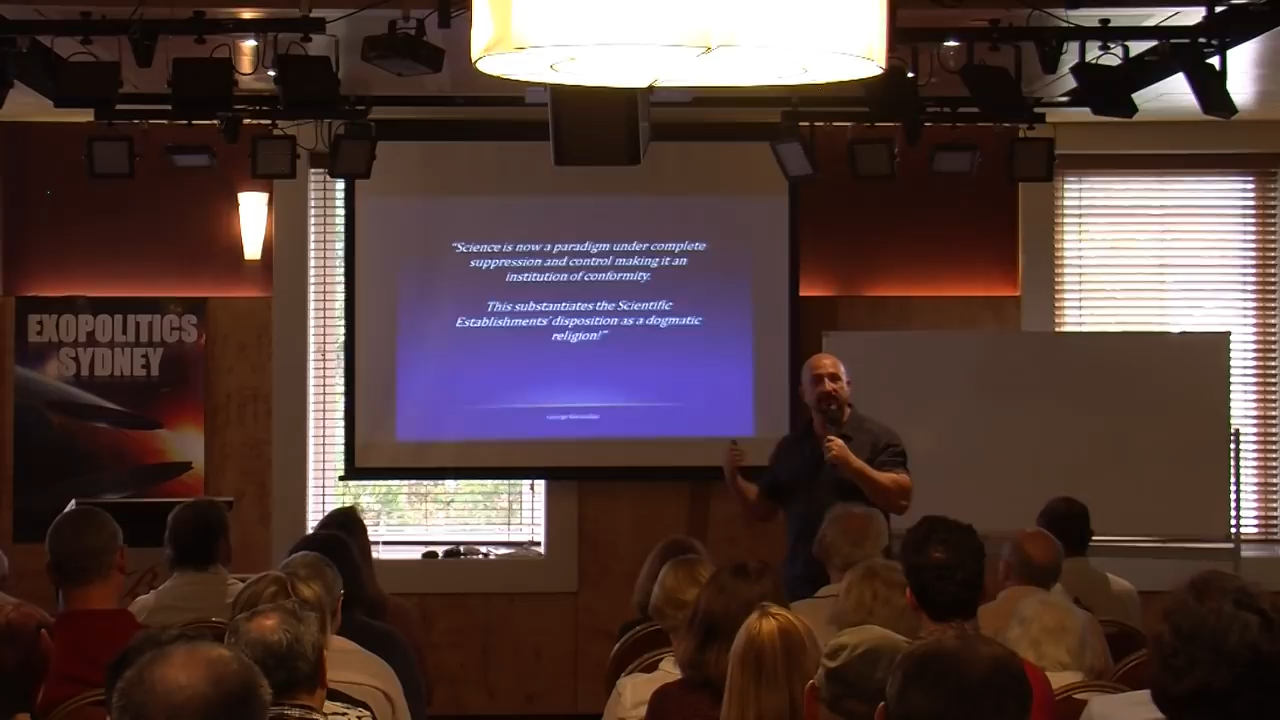 EXOPOLITICS
SYDNEY
“Science is now a paradigm under complete
suppression and control making it an
institution of conformity.
This substantiates the Scientific
Establishments’ disposition as a dogmatic
religion!”